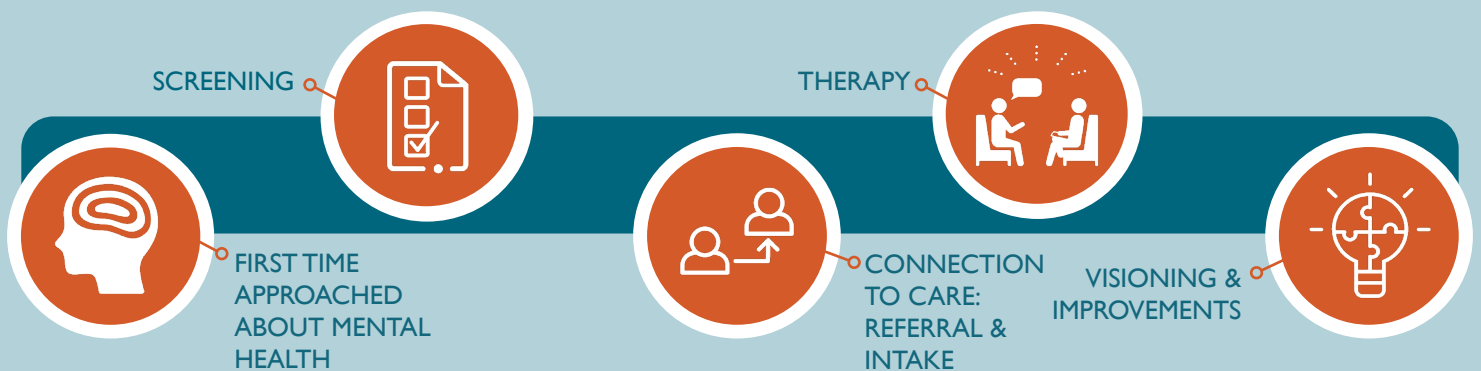 FIRST TIME
APPROACHED
ABOUT MENTAL
HEALTH
SCREENING
CONNECTION
TO CARE:
REFERRAL &
INTAKE
THERAPY
VISIONING &
IMPROVEMENTS